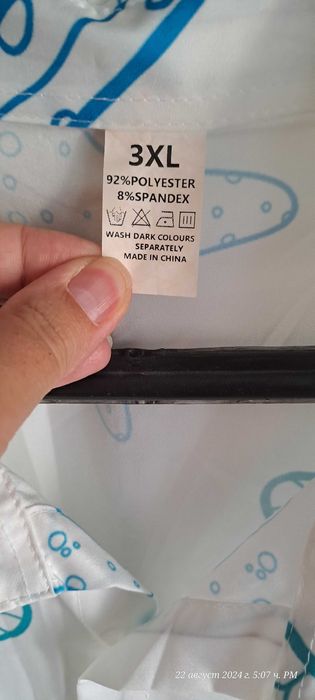 3XL
92%POLYESTER
8%SPANDEX
WASH DARK COLOURS
SEPARATELY
MADE IN CHINA
22 август 2024 г. 5:07 ч. PM